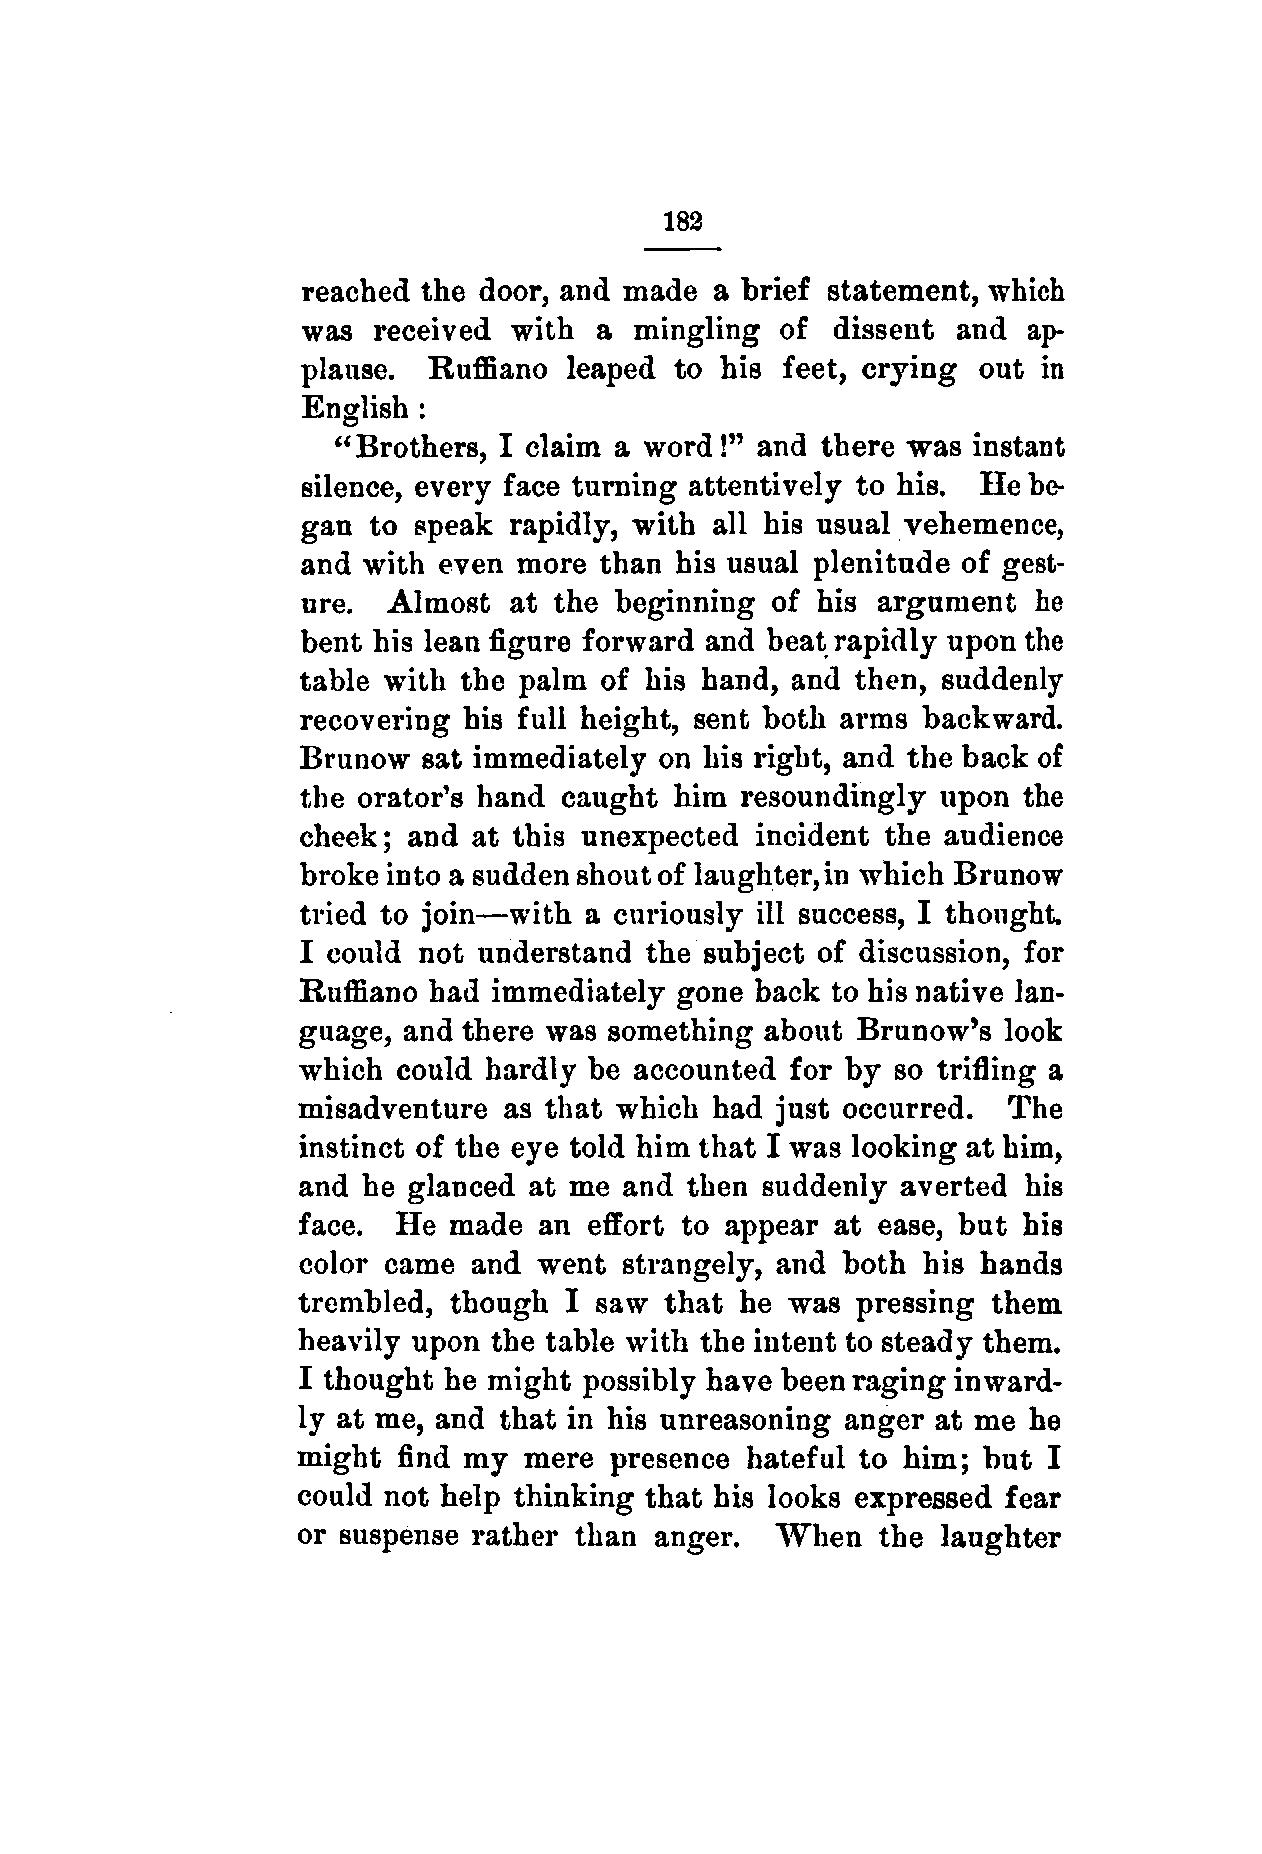 182
reached the door, and made a brief statement, which
was received with a mingling of dissent and ap-
plause. Ruffiano leaped to his feet, crying out in
English :
"Brothers, I claim a word!" and there was instant
silence, every face turning attentively to his. He be-
gan to speak rapidly, with all his usual vehemence,
and with even more than his usual plenitude of gest-
ure. Almost at the beginning of his argument he
bent his lean figure forward and beat rapidly upon the
table with the palm of his hand, and then, suddenly
recovering his full height, sent both arms backward.
Brunow sat immediately on his right, and the back of
the orator's hand caught him resoundingly upon the
cheek; and at this unexpected incident the audience
broke into a sudden shout of laughter, in which Brunow
tried to join—with a curiously ill success, I thought.
I could not understand the subject of discussion, for
Ruffiano had immediately gone back to his native lan-
guage, and there was something about Brunow's look
which could hardly be accounted for by so trifling a
misadventure as that which had just occurred. The
instinct of the eye told him that I was looking at him,
and he glanced at me and then suddenly averted his
face. He made an effort to appear at ease, but his
color came and went strangely, and both his hands
trembled, though I saw that he was pressing them
heavily upon the table with the intent to steady them.
I thought he might possibly have been raging inward-
ly at me, and that in his unreasoning anger at me he
might find my mere presence hateful to him; but I
could not help thinking that his looks expressed fear
or suspense rather than anger. When the laughter